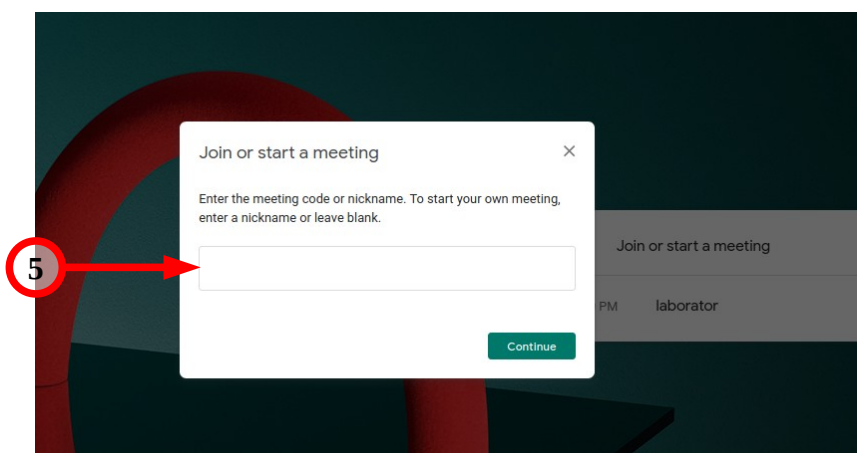 Join or start a meeting
Enter the meeting code or nickname. To start your own meeting,
enter a nickname or leave blank.
5
Join or start a meeting
PM laborator
Continue